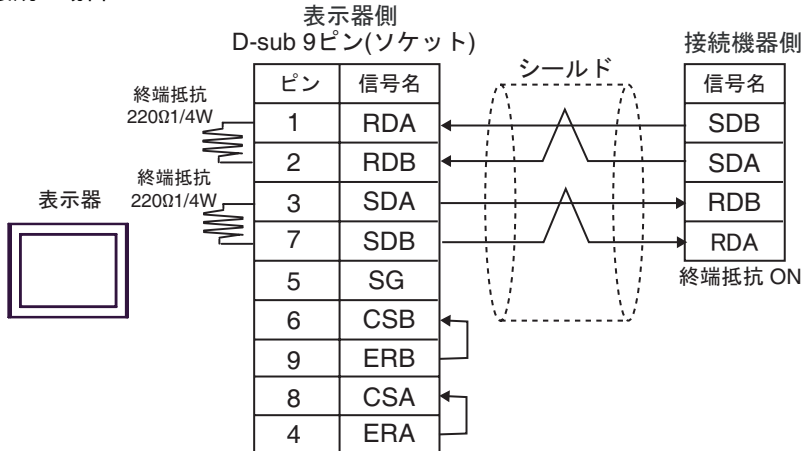 表示器側
D-sub 9ピン(ソケット)
接続機器側
シールド
ピン 信号名
信号名
終端抵抗
220Ω1/4W
1 RDA
SDB
2 RDB
SDA
終端抵抗
220Ω1/4W
3 SDA
RDB
表示器
7 SDB
RDA
5 SG
終端抵抗 ON
6 CSB
9 ERB
8 CSA
4 ERA